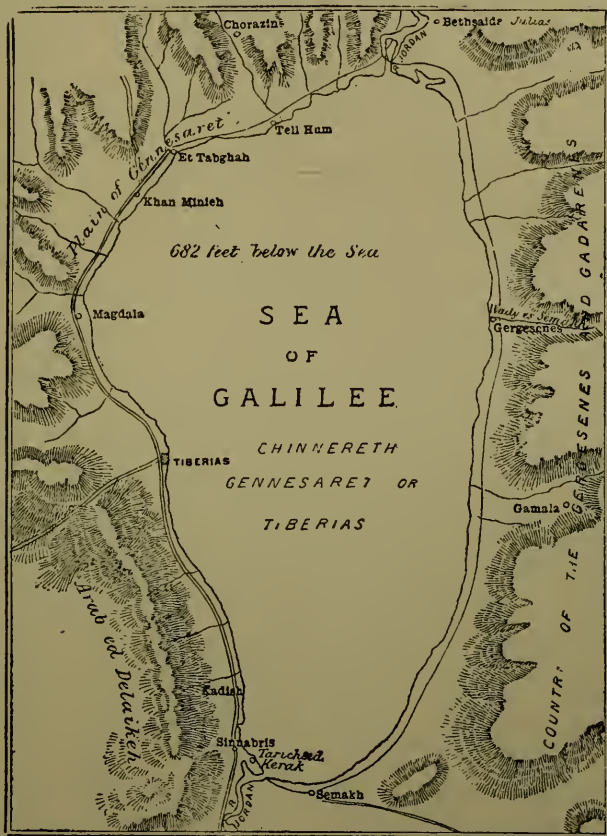 Chorazin
Bethsaida Julias
JORDAN
Tell Hum
Plain of Gennesaret
Et Tabghah
Khan Minieh
682 feet below the Sea
Magdala
SEA
OF
GALILEE
Wady es Semakh
Gergesenes
CHINNERETH
GENNESARET OR
TIBERIAS
TIBERIAS
Gamala
COUNTRY OF THE GERGESENES AND GADARENES
Arab ed Delaikeh
Kadish
Sinnabris
Kerak
Semakh
R. JORDAN